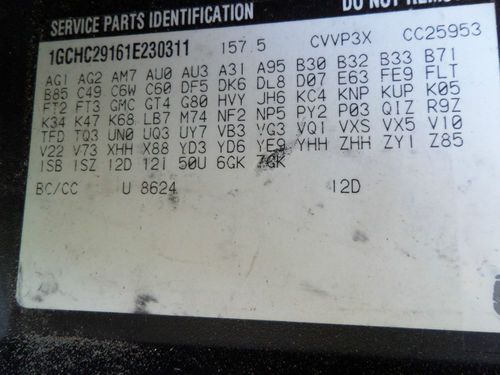 SERVICE PARTS IDENTIFICATION DO NOT REMOVE
1GCHC29161E230311 157.5 CVVP3X CC25953
AG1 AG2 AM7 AU0 AU3 A31 A95 B30 B32 B33 B71
B85 C49 C6W C60 DF5 DK6 DL8 D07 E63 FE9 FLT
FT2 FT3 GMC GT4 G80 HVY JH6 KC4 KNP KUP K05
K34 K47 K68 LB7 M74 NF2 NP5 PY2 P03 QIZ R9Z
TFD TQ3 UN0 UQ3 UY7 VB3 VG3 VQ1 VXS VX5 V10
V22 V73 XHH X88 YD3 YD6 YE9 YHH ZHH ZY1 Z85
1SB 1SZ 12D 12I 50U 6GK 7GK
BC/CC U 8624 12D